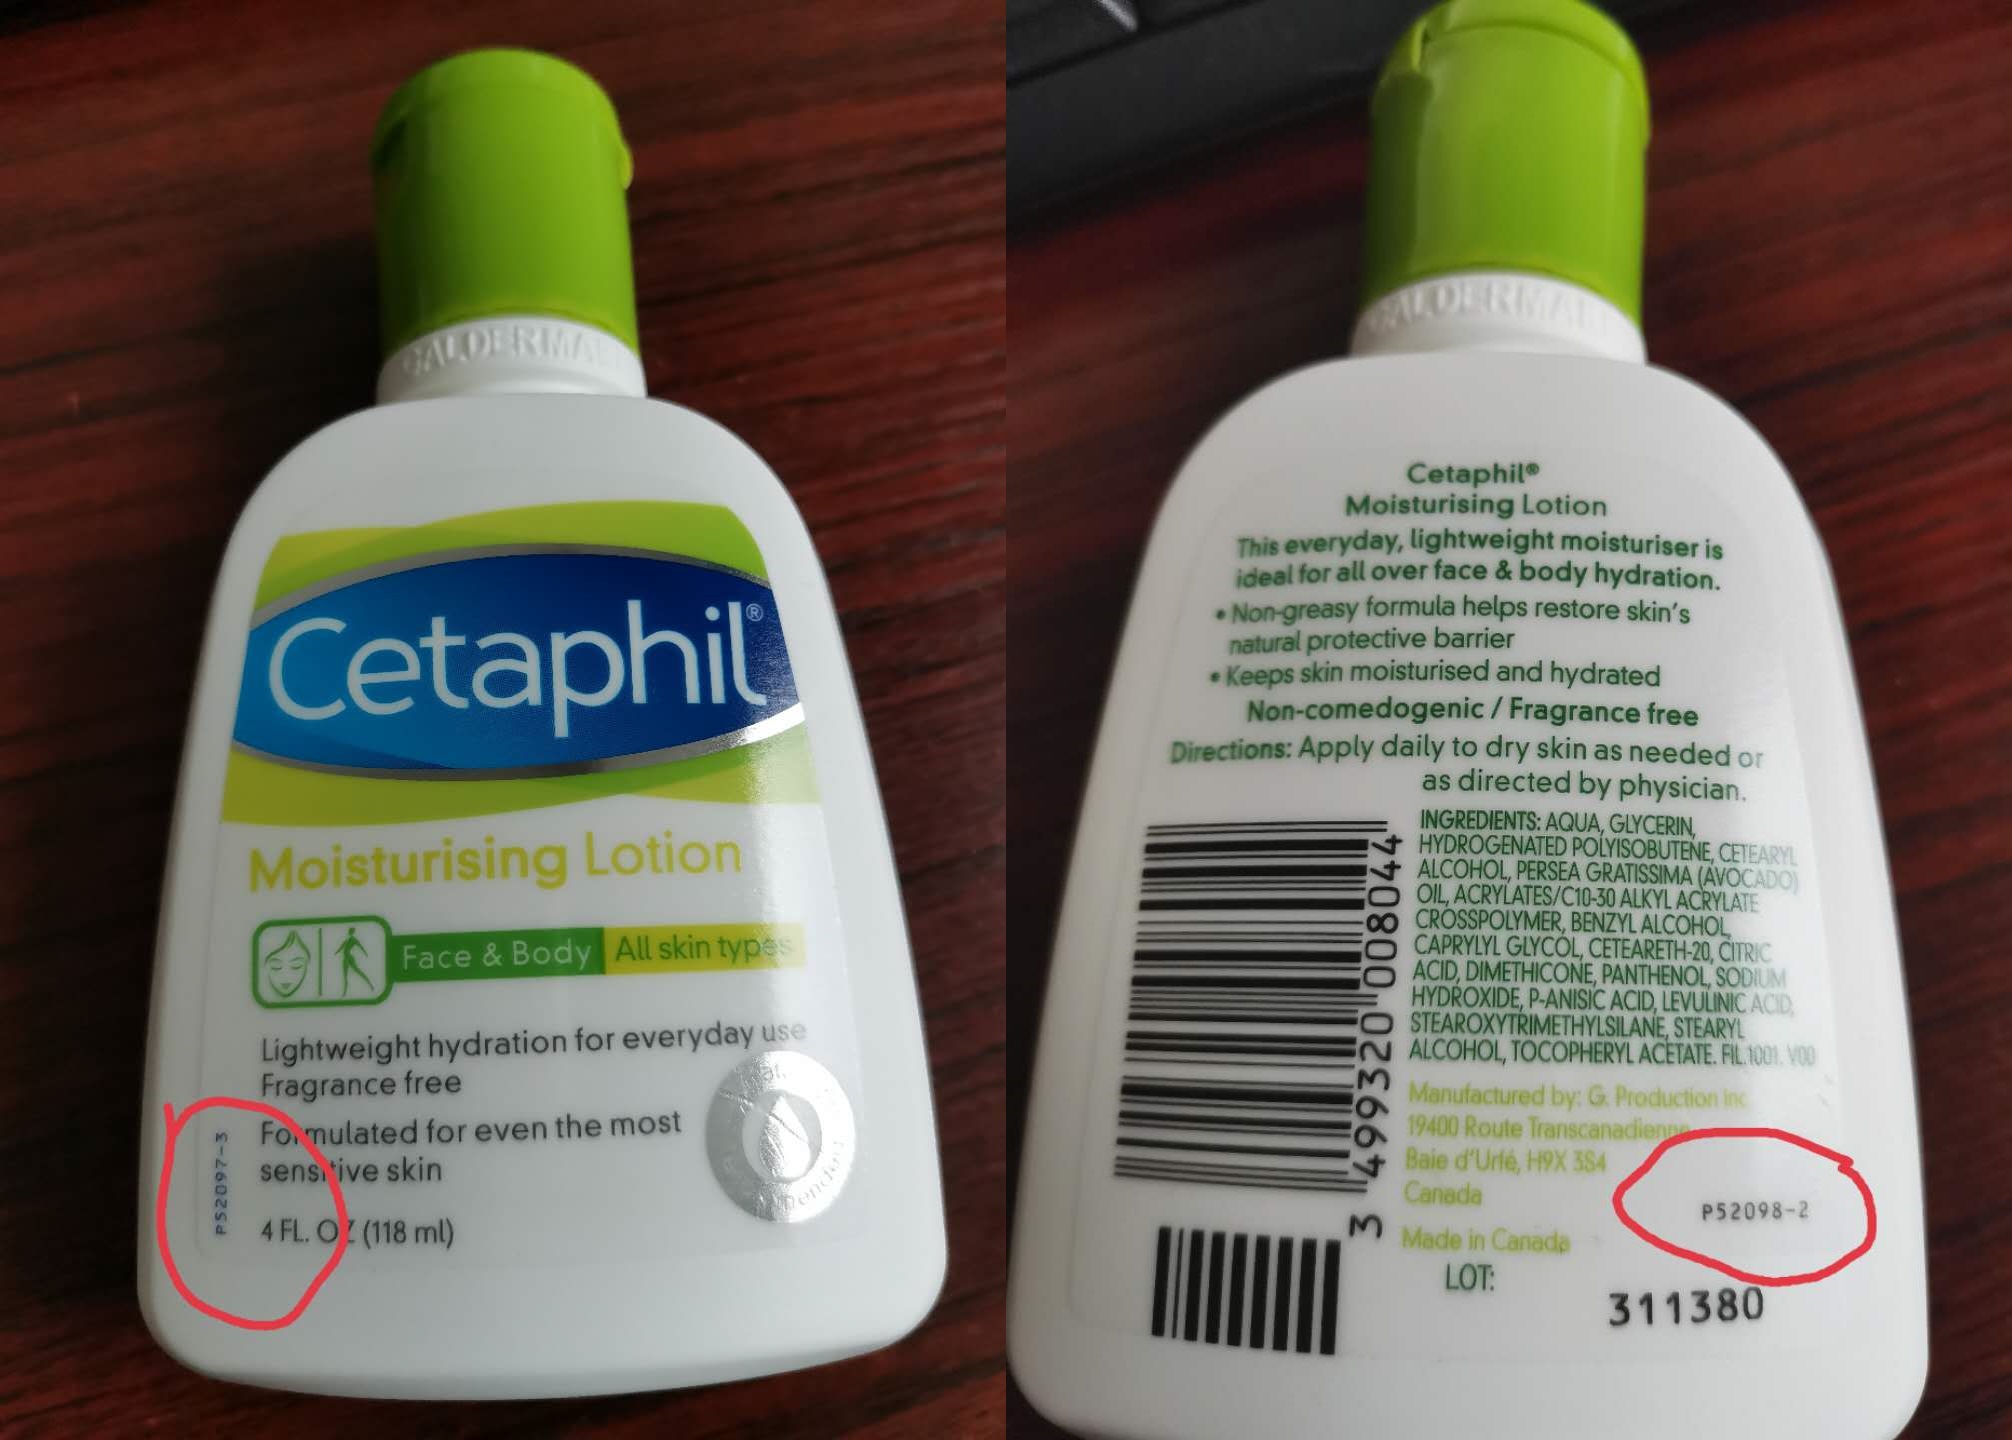 GALDERMA
Cetaphil®
Moisturising Lotion
Face & Body All skin types
Lightweight hydration for everyday use
Fragrance free
Formulated for even the most
sensitive skin
4 FL. OZ (118 ml)
P52097-3
ALDERMA
Cetaphil®
Moisturising Lotion
This everyday, lightweight moisturiser is
ideal for all over face & body hydration.
• Non-greasy formula helps restore skin's
natural protective barrier
• Keeps skin moisturised and hydrated
Non-comedogenic / Fragrance free
Directions: Apply daily to dry skin as needed or
as directed by physician.
INGREDIENTS: AQUA, GLYCERIN,
HYDROGENATED POLYISOBUTENE, CETEARYL
ALCOHOL, PERSEA GRATISSIMA (AVOCADO)
OIL, ACRYLATES/C10-30 ALKYL ACRYLATE
CROSSPOLYMER, BENZYL ALCOHOL,
CAPRYLYL GLYCOL, CETEARETH-20, CITRIC
ACID, DIMETHICONE, PANTHENOL, SODIUM
HYDROXIDE, P-ANISIC ACID, LEVULINIC ACID,
STEAROXYTRIMETHYLSILANE, STEARYL
ALCOHOL, TOCOPHERYL ACETATE. FIL.1001. V00
3 499320 008044
Manufactured by: G. Production inc
19400 Route Transcanadienne
Baie d'Urfé, H9X 3S4
Canada
Made in Canada
P52098-2
LOT:
311380